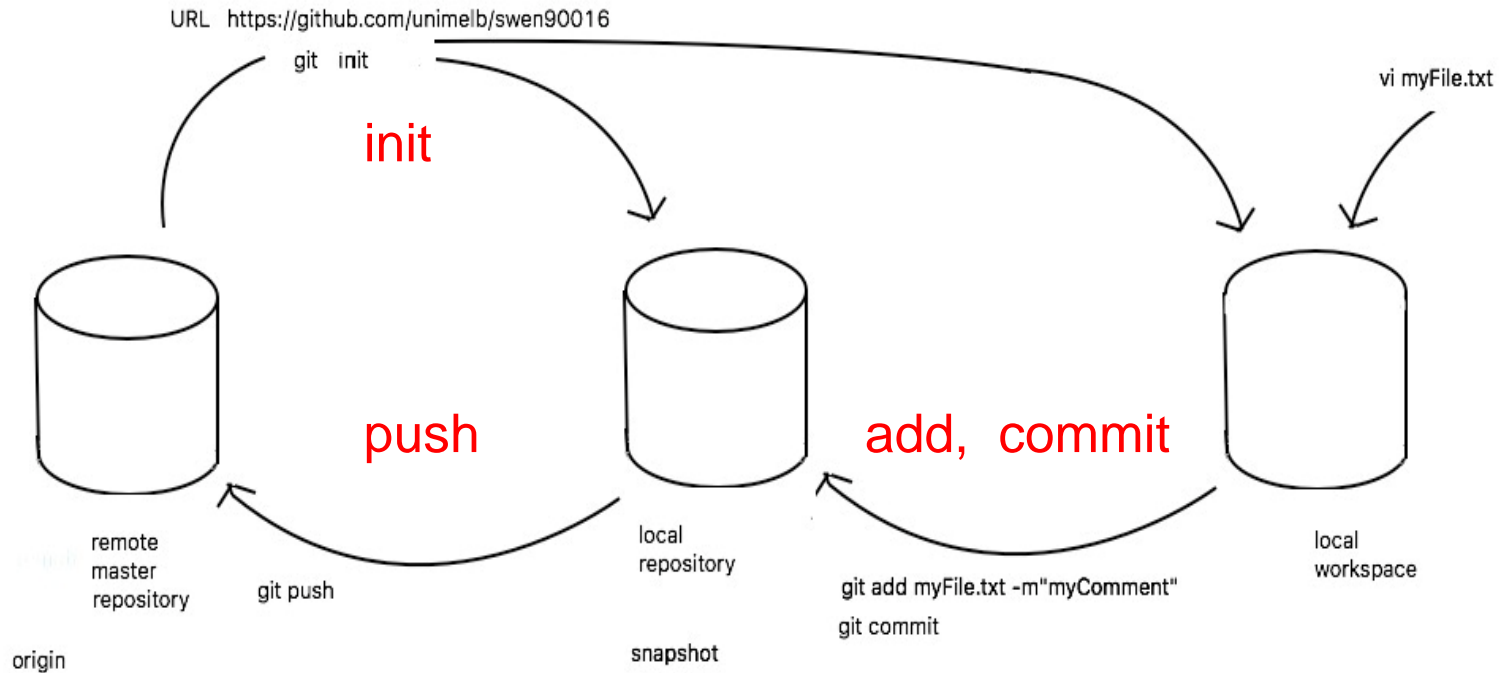 URL https://github.com/unimelb/swen90016
git init
vi myFile.txt
init
push
add, commit
remote
master
repository
git push
local
repository
git add myFile.txt -m"myComment"
git commit
local
workspace
origin
snapshot